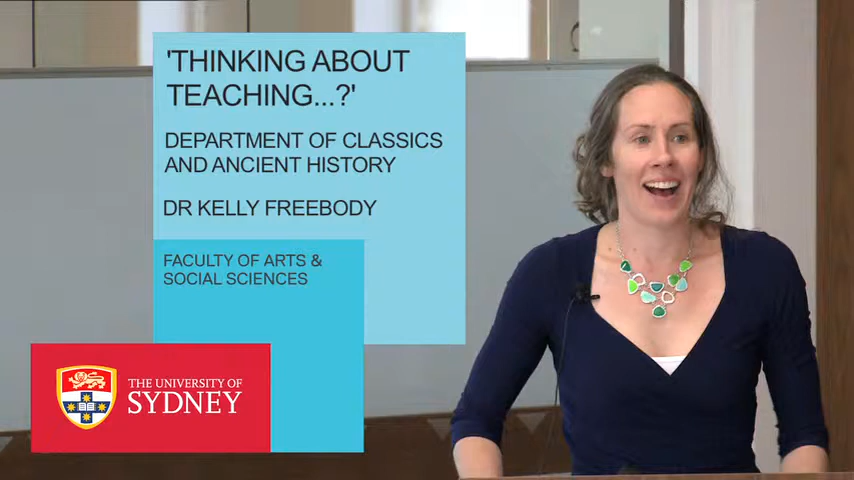 'THINKING ABOUT
TEACHING...?'
DEPARTMENT OF CLASSICS
AND ANCIENT HISTORY
DR KELLY FREEBODY
FACULTY OF ARTS &
SOCIAL SCIENCES
THE UNIVERSITY OF
SYDNEY